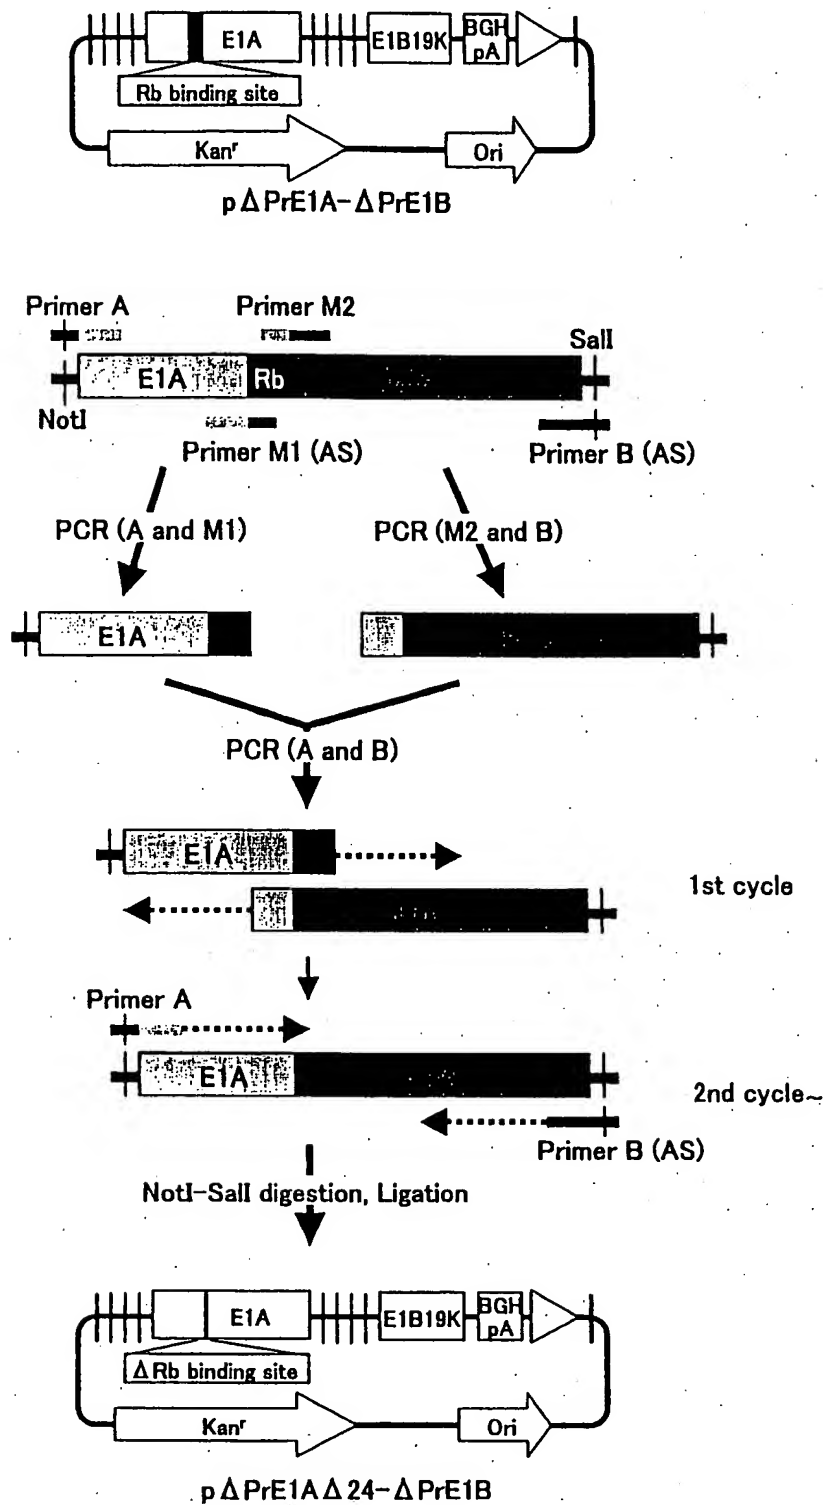 E1A E1B19K BGH pA
Rb binding site
Kanʳ Ori
pΔPrE1A-ΔPrE1B
Primer A Primer M2
SalI
E1A Rb
NotI
Primer M1 (AS) Primer B (AS)
PCR (A and M1) PCR (M2 and B)
E1A
PCR (A and B)
E1A
1st cycle
Primer A
E1A
2nd cycle~
Primer B (AS)
NotI-SalI digestion, Ligation
E1A E1B19K BGH pA
ΔRb binding site
Kanʳ Ori
pΔPrE1AΔ24-ΔPrE1B